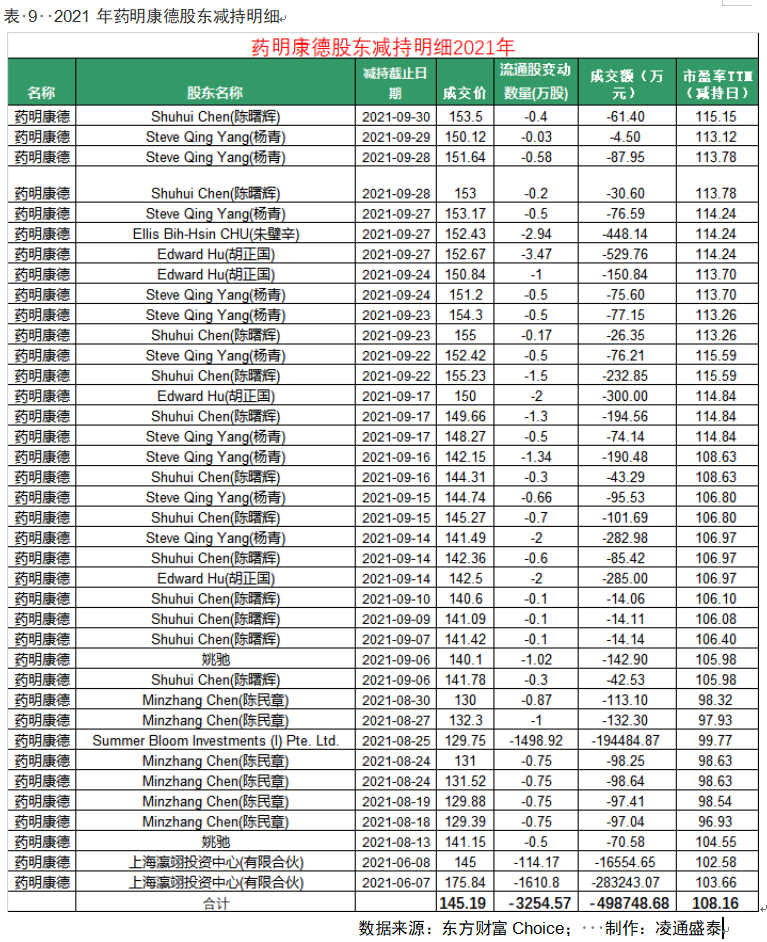 表·9··2021 年药明康德股东减持明细
药明康德股东减持明细2021年
名称 股东名称 减持截止日期 成交价 流通股变动数量(万股) 成交额（万元） 市盈率TTM（减持日）
药明康德 Shuhui Chen(陈曙辉) 2021-09-30 153.5 -0.4 -61.40 115.15
药明康德 Steve Qing Yang(杨青) 2021-09-29 150.12 -0.03 -4.50 113.12
药明康德 Steve Qing Yang(杨青) 2021-09-28 151.64 -0.58 -87.95 113.78
药明康德 Shuhui Chen(陈曙辉) 2021-09-28 153 -0.2 -30.60 113.78
药明康德 Steve Qing Yang(杨青) 2021-09-27 153.17 -0.5 -76.59 114.24
药明康德 Ellis Bih-Hsin CHU(朱璧辛) 2021-09-27 152.43 -2.94 -448.14 114.24
药明康德 Edward Hu(胡正国) 2021-09-27 152.67 -3.47 -529.76 114.24
药明康德 Edward Hu(胡正国) 2021-09-24 150.84 -1 -150.84 113.70
药明康德 Steve Qing Yang(杨青) 2021-09-24 151.2 -0.5 -75.60 113.70
药明康德 Steve Qing Yang(杨青) 2021-09-23 154.3 -0.5 -77.15 113.26
药明康德 Shuhui Chen(陈曙辉) 2021-09-23 155 -0.17 -26.35 113.26
药明康德 Steve Qing Yang(杨青) 2021-09-22 152.42 -0.5 -76.21 115.59
药明康德 Shuhui Chen(陈曙辉) 2021-09-22 155.23 -1.5 -232.85 115.59
药明康德 Edward Hu(胡正国) 2021-09-17 150 -2 -300.00 114.84
药明康德 Shuhui Chen(陈曙辉) 2021-09-17 149.66 -1.3 -194.56 114.84
药明康德 Steve Qing Yang(杨青) 2021-09-17 148.27 -0.5 -74.14 114.84
药明康德 Steve Qing Yang(杨青) 2021-09-16 142.15 -1.34 -190.48 108.63
药明康德 Shuhui Chen(陈曙辉) 2021-09-16 144.31 -0.3 -43.29 108.63
药明康德 Steve Qing Yang(杨青) 2021-09-15 144.74 -0.66 -95.53 106.80
药明康德 Shuhui Chen(陈曙辉) 2021-09-15 145.27 -0.7 -101.69 106.80
药明康德 Steve Qing Yang(杨青) 2021-09-14 141.49 -2 -282.98 106.97
药明康德 Shuhui Chen(陈曙辉) 2021-09-14 142.36 -0.6 -85.42 106.97
药明康德 Edward Hu(胡正国) 2021-09-14 142.5 -2 -285.00 106.97
药明康德 Shuhui Chen(陈曙辉) 2021-09-10 140.6 -0.1 -14.06 106.10
药明康德 Shuhui Chen(陈曙辉) 2021-09-09 141.09 -0.1 -14.11 106.08
药明康德 Shuhui Chen(陈曙辉) 2021-09-07 141.42 -0.1 -14.14 106.40
药明康德 姚驰 2021-09-06 140.1 -1.02 -142.90 105.98
药明康德 Shuhui Chen(陈曙辉) 2021-09-06 141.78 -0.3 -42.53 105.98
药明康德 Minzhang Chen(陈民章) 2021-08-30 130 -0.87 -113.10 98.32
药明康德 Minzhang Chen(陈民章) 2021-08-27 132.3 -1 -132.30 97.93
药明康德 Summer Bloom Investments (I) Pte. Ltd. 2021-08-25 129.75 -1498.92 -194484.87 99.77
药明康德 Minzhang Chen(陈民章) 2021-08-24 131 -0.75 -98.25 98.63
药明康德 Minzhang Chen(陈民章) 2021-08-24 131.52 -0.75 -98.64 98.63
药明康德 Minzhang Chen(陈民章) 2021-08-19 129.88 -0.75 -97.41 98.54
药明康德 Minzhang Chen(陈民章) 2021-08-18 129.39 -0.75 -97.04 96.93
药明康德 姚驰 2021-08-13 141.15 -0.5 -70.58 104.55
药明康德 上海瀛翊投资中心(有限合伙) 2021-06-08 145 -114.17 -16554.65 102.58
药明康德 上海瀛翊投资中心(有限合伙) 2021-06-07 175.84 -1610.8 -283243.07 103.66
合计 145.19 -3254.57 -498748.68 108.16
数据来源：东方财富 Choice；···制作：凌通盛泰